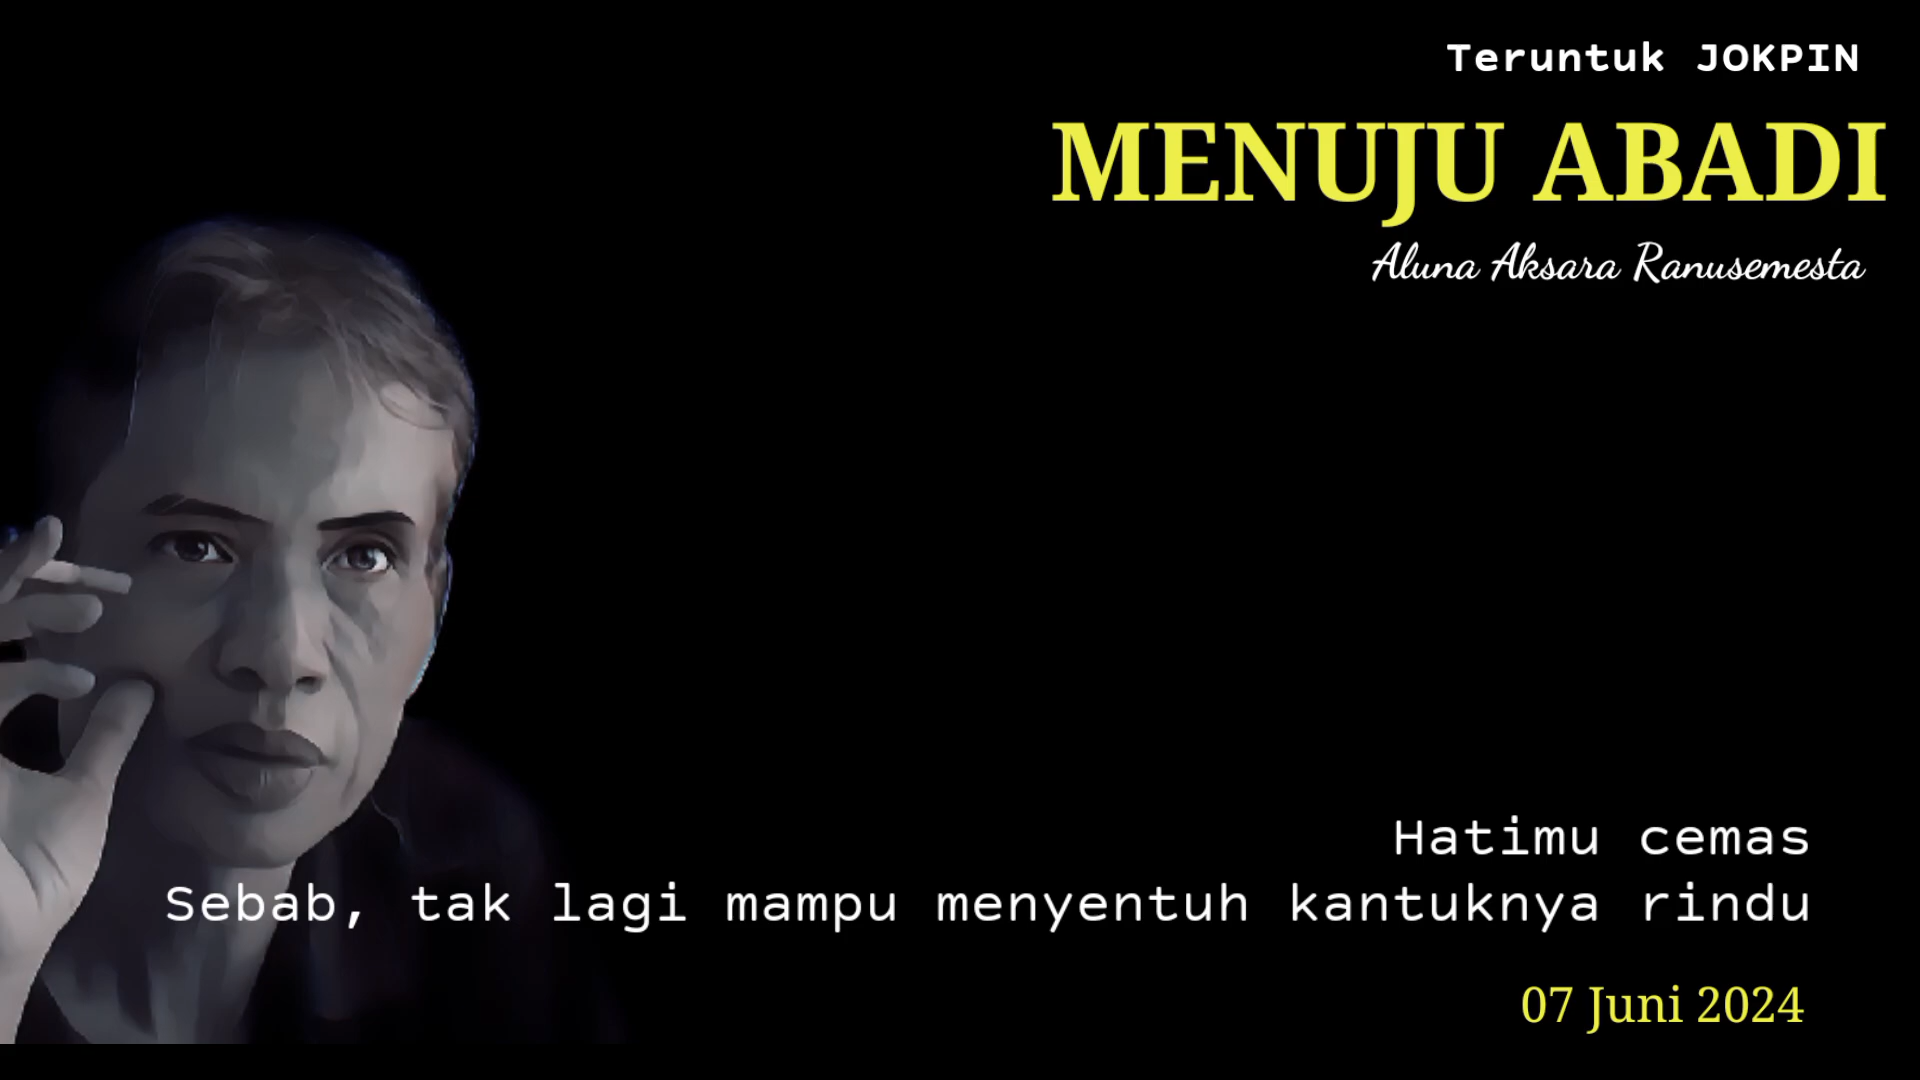 Teruntuk JOKPIN
MENUJU ABADI
Aluna Aksara Ranusemesta
Hatimu cemas
Sebab, tak lagi mampu menyentuh kantuknya rindu
07 Juni 2024